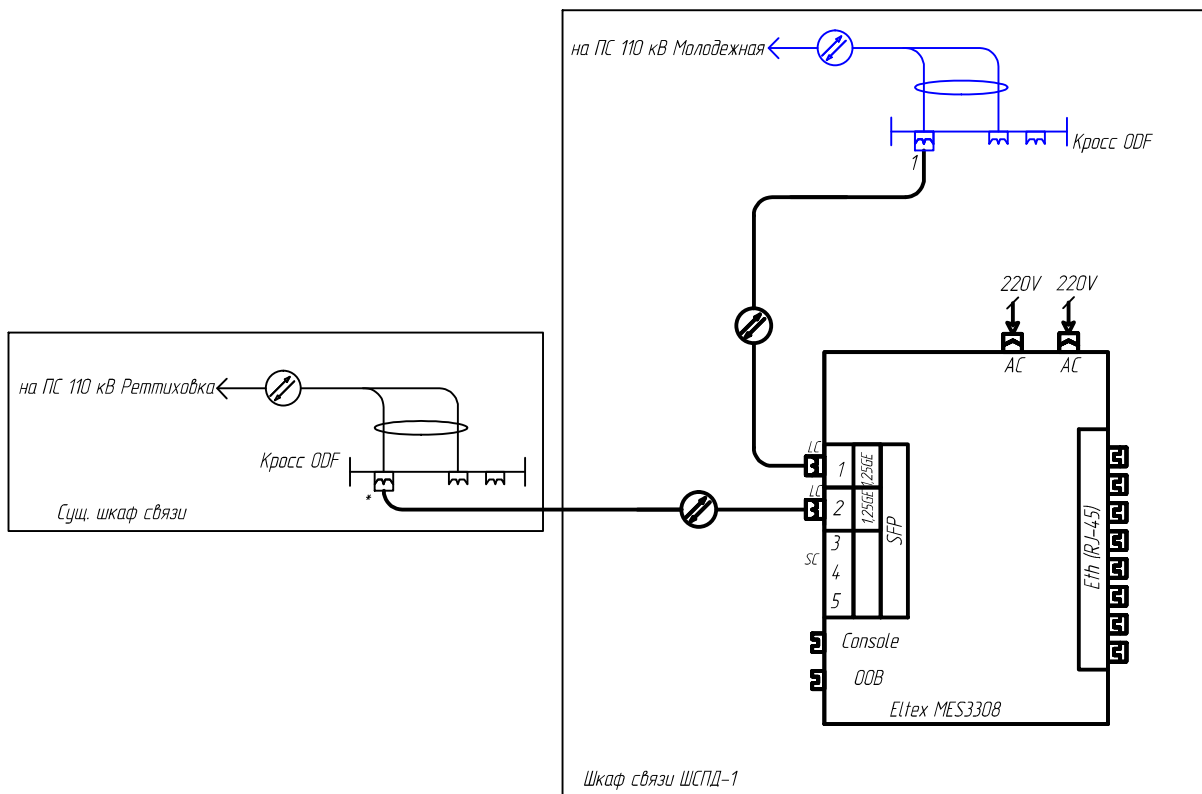 на ПС 110 кВ Молодежная
Кросс ODF
1
220V
220V
AC
AC
на ПС 110 кВ Реттиховка
Кросс ODF
*
Сущ. шкаф связи
LC
1
1,25GE
LC
2
1,25GE
SFP
3
SC
4
5
Eth (RJ-45)
Console
OOB
Eltex MES3308
Шкаф связи ШСПД-1